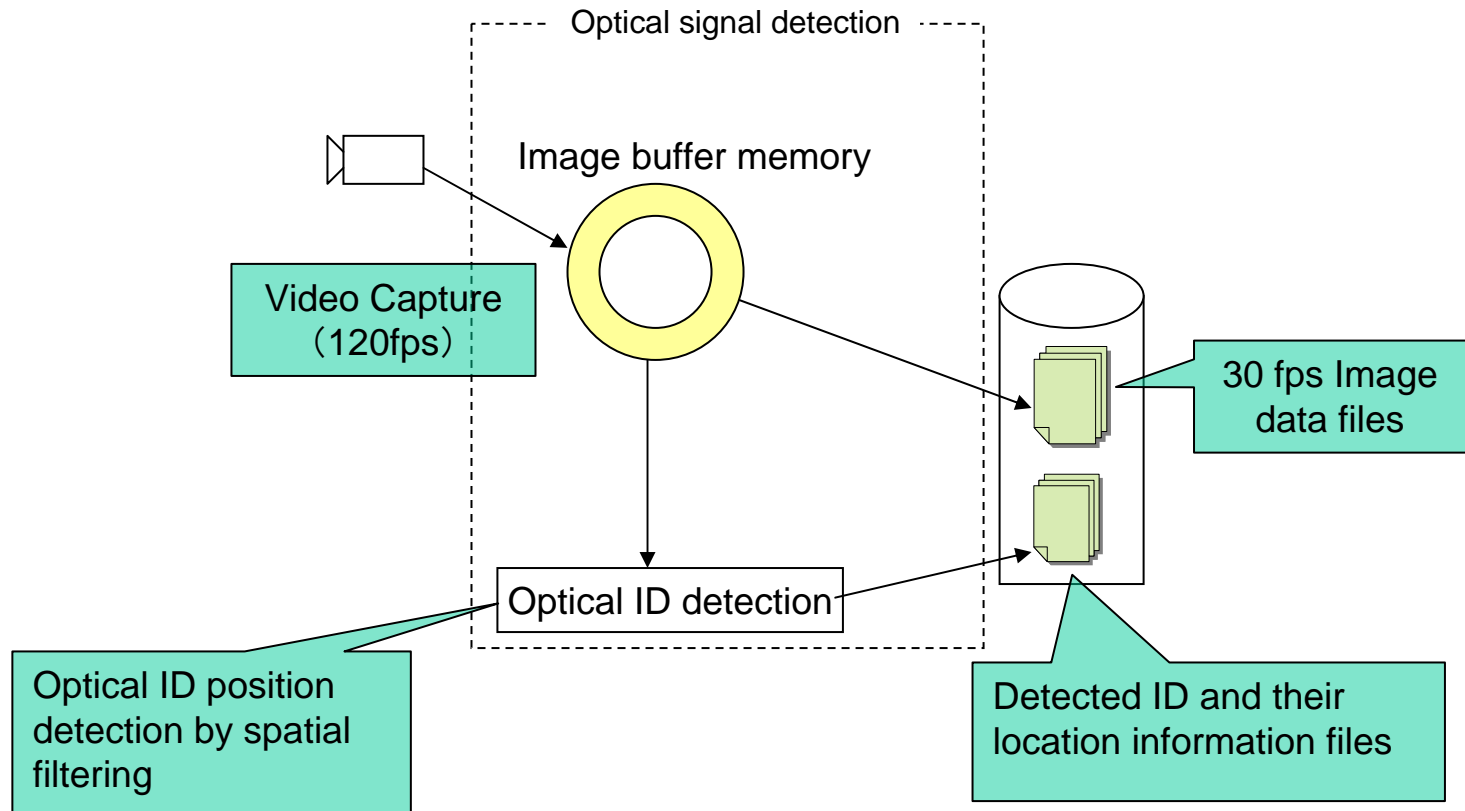 Optical signal detection
Image buffer memory
Video Capture
（120fps）
30 fps Image
data files
Optical ID detection
Optical ID position
detection by spatial
filtering
Detected ID and their
location information files